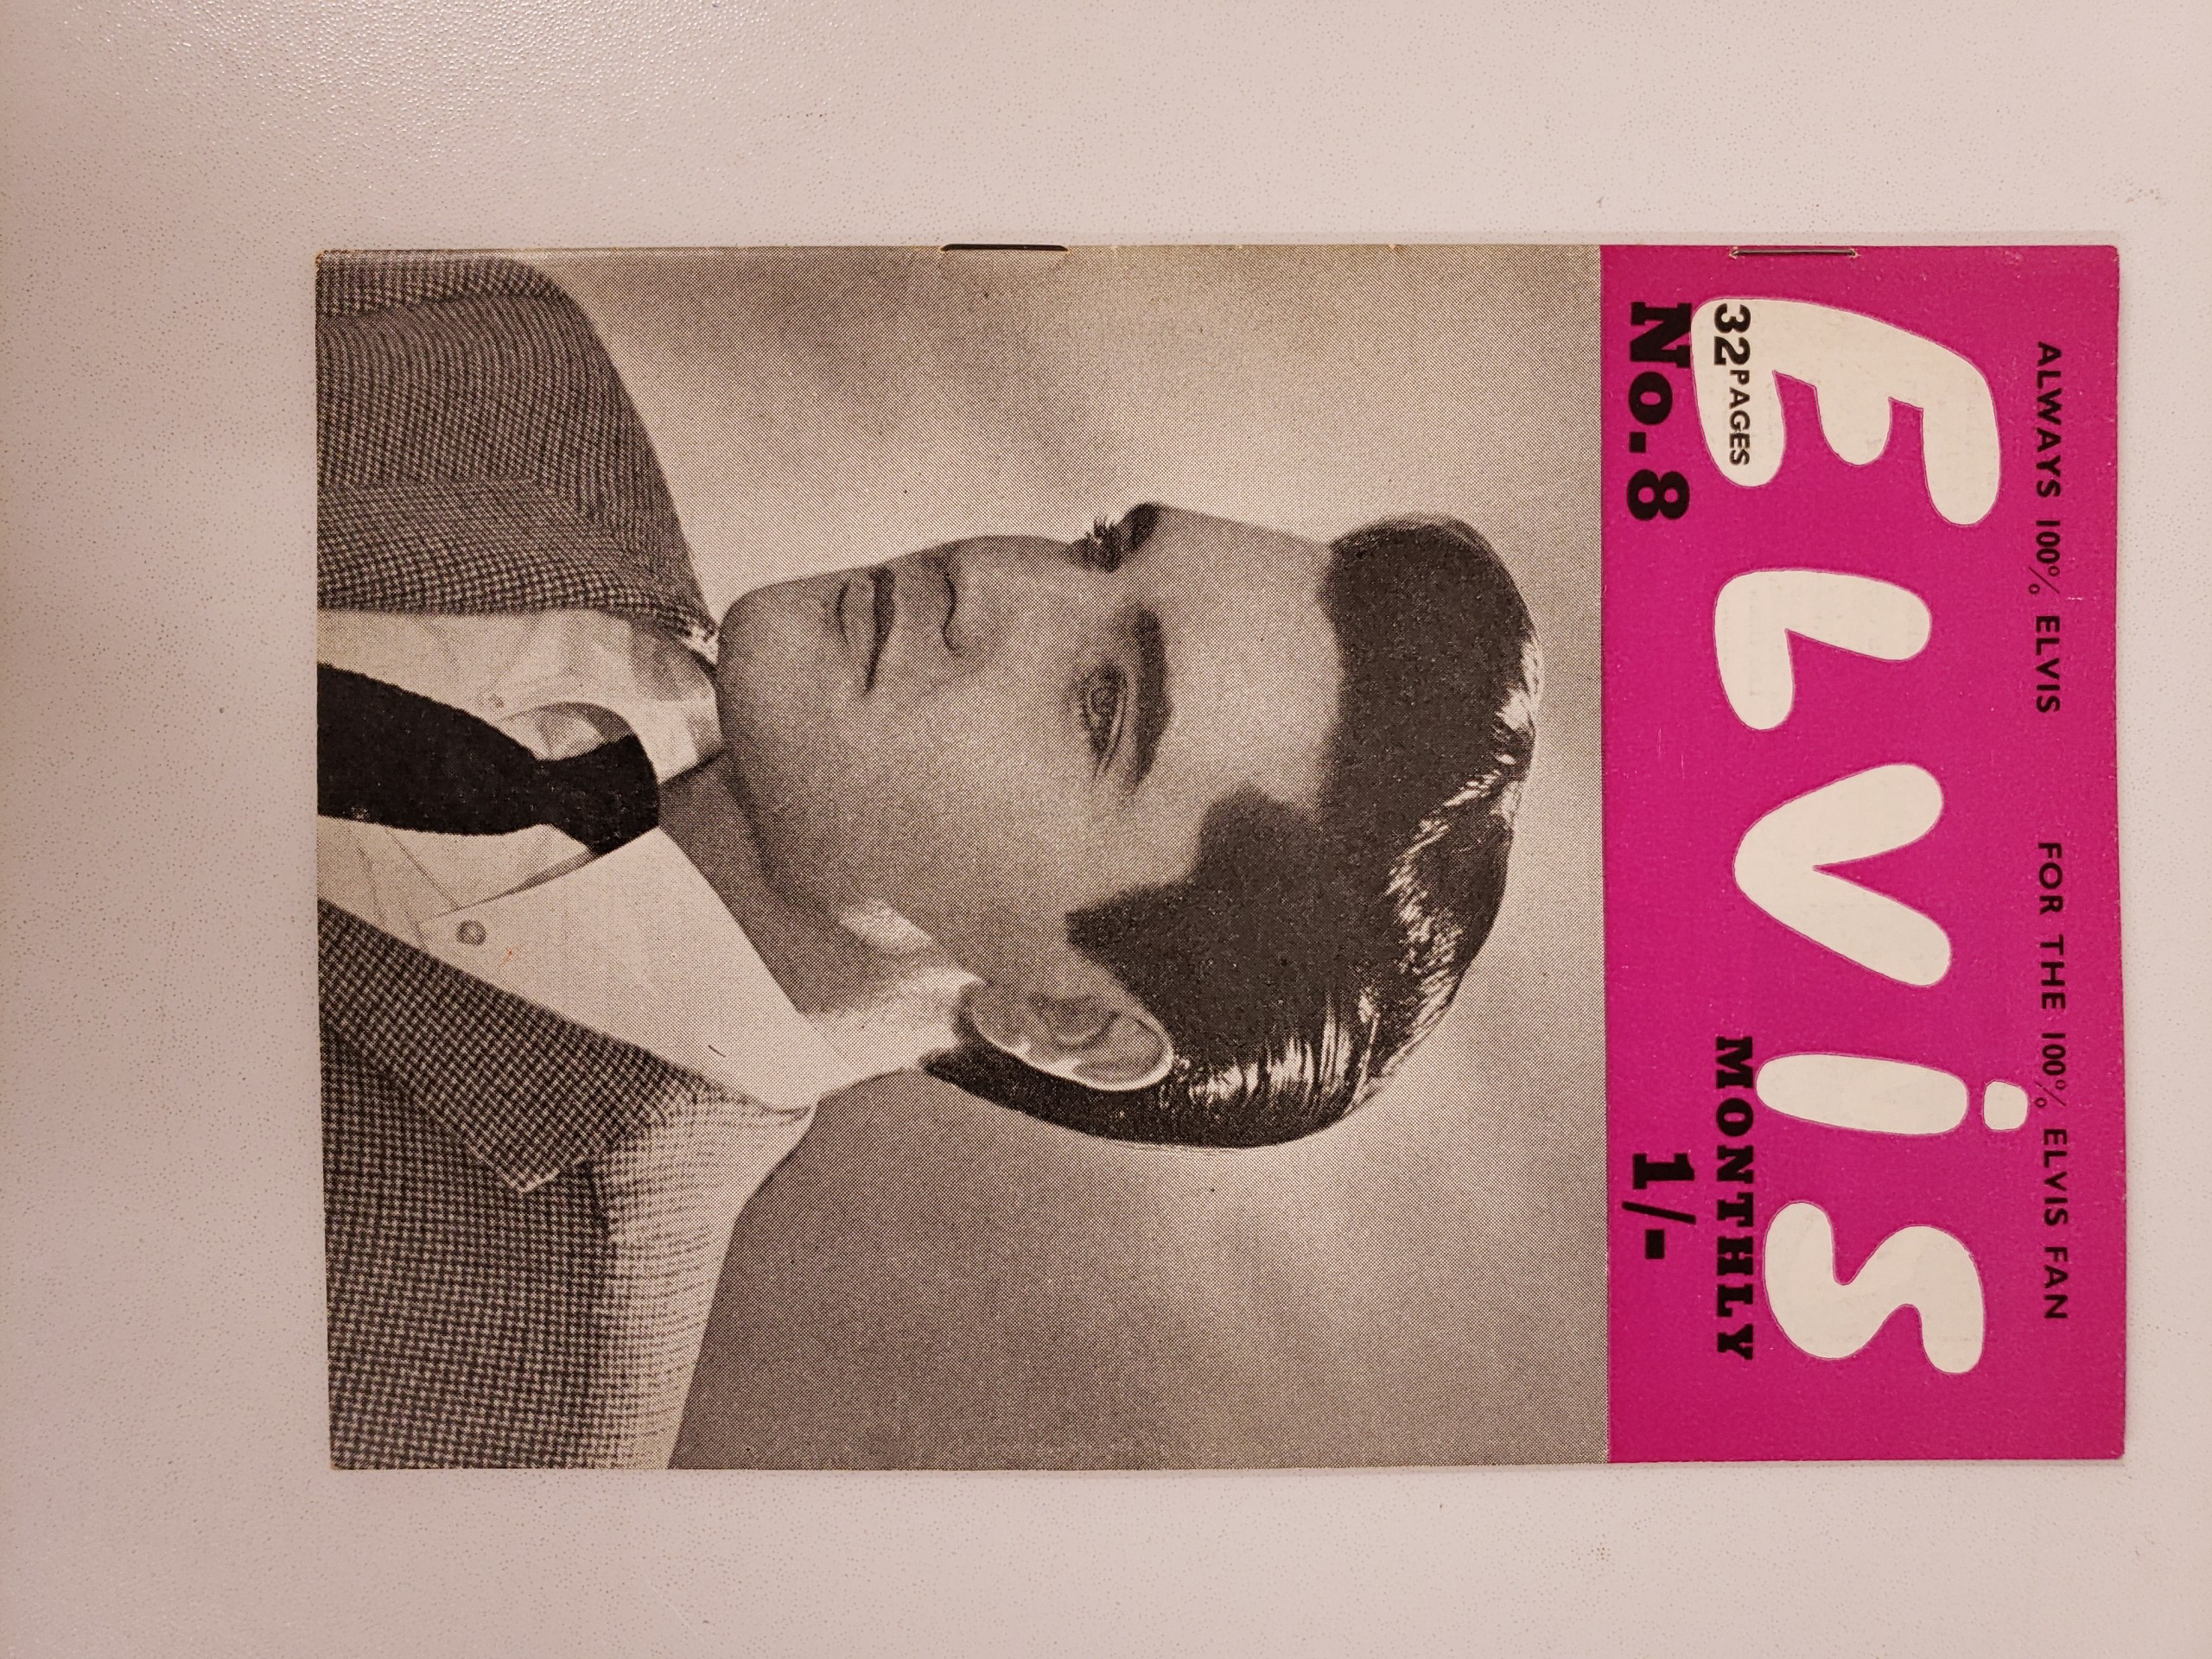 ALWAYS 100% ELVIS FOR THE 100% ELVIS FAN
ELViS
32 PAGES MONTHLY
No. 8 1/-